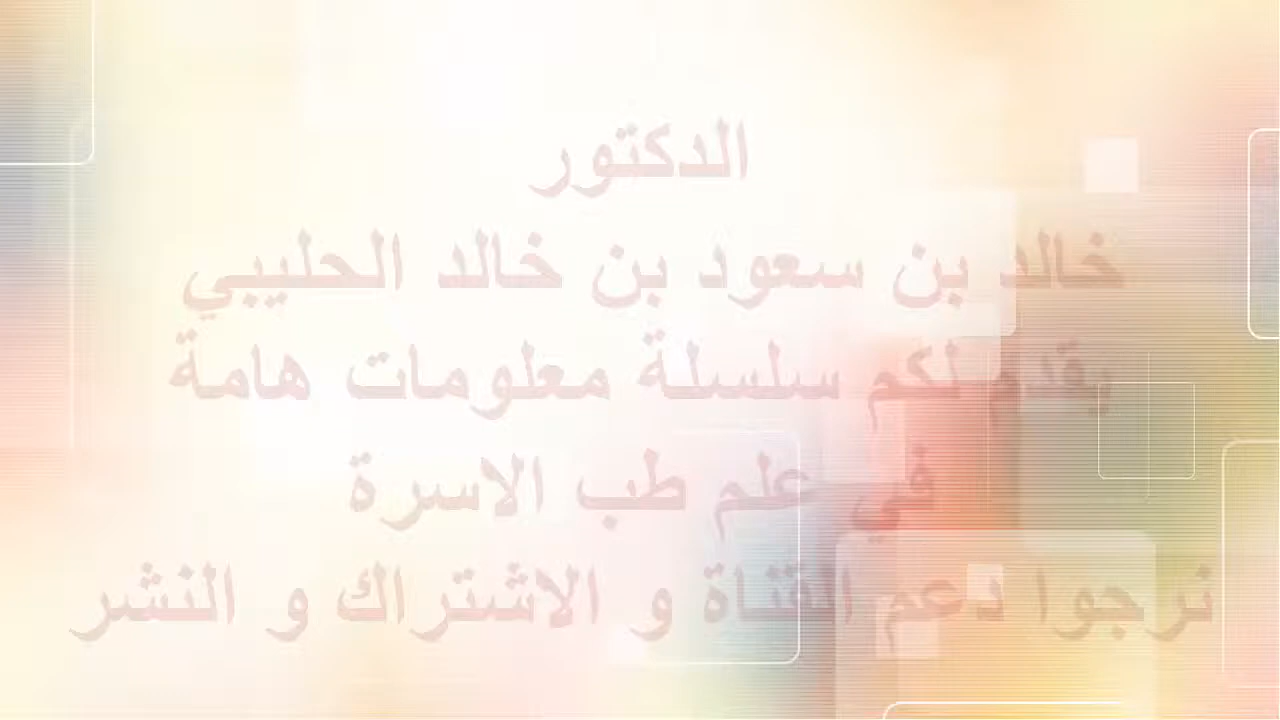 الدكتور
خالد بن سعود بن خالد الحليبي
يقدم لكم سلسلة معلومات هامة
في علم طب الاسرة
نرجوا دعم القناة و الاشتراك و النشر